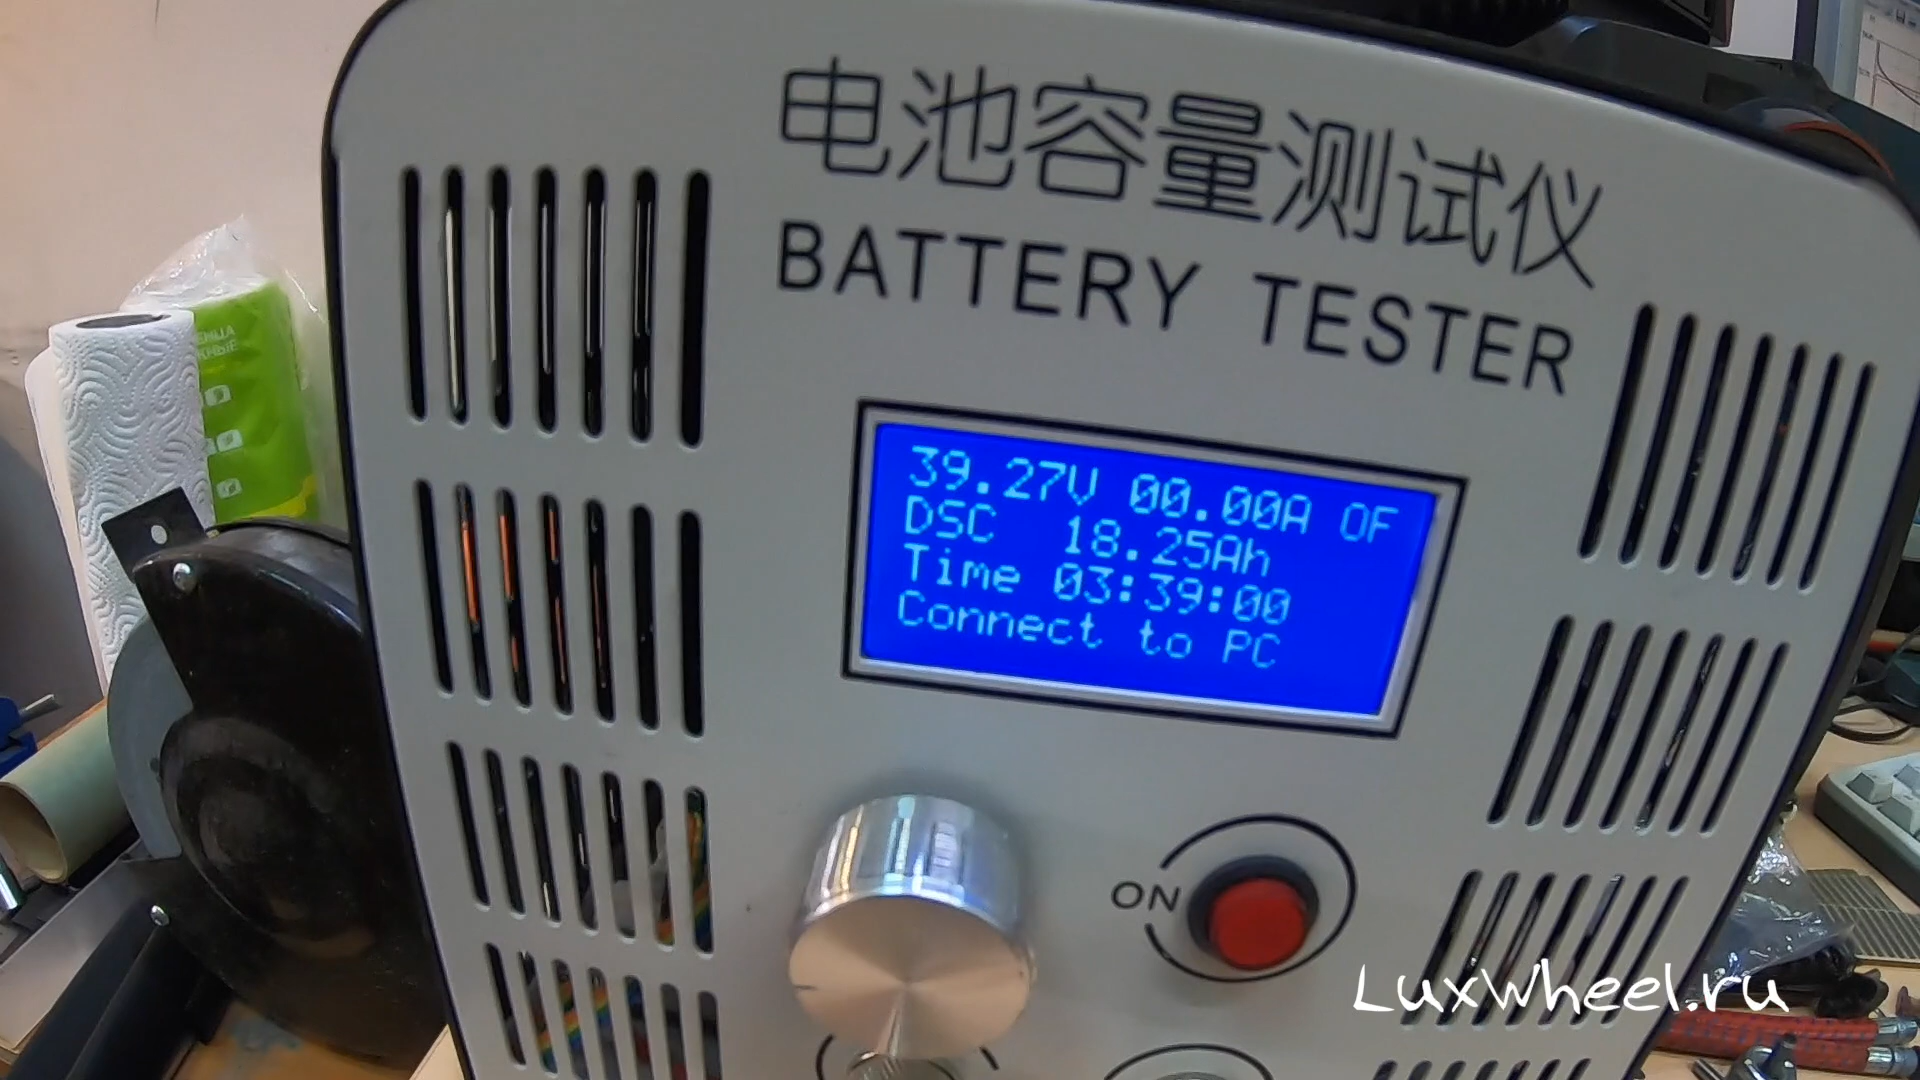 电池容量测试仪
BATTERY TESTER
39.27V 00.00A OF
DSC 18.25Ah
Time 03:39:00
Connect to PC
ON
LuxWheel.ru